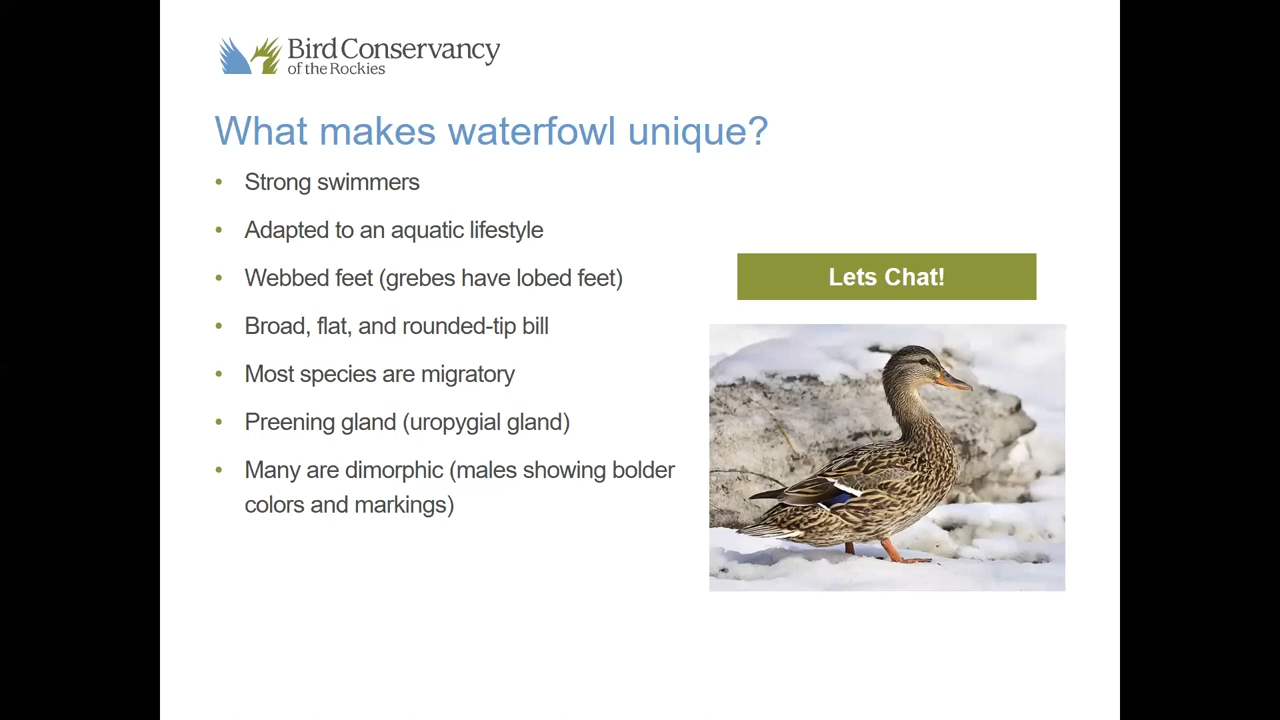 Bird Conservancy
of the Rockies
What makes waterfowl unique?
• Strong swimmers
• Adapted to an aquatic lifestyle
• Webbed feet (grebes have lobed feet)
• Broad, flat, and rounded-tip bill
• Most species are migratory
• Preening gland (uropygial gland)
• Many are dimorphic (males showing bolder
colors and markings)
Lets Chat!